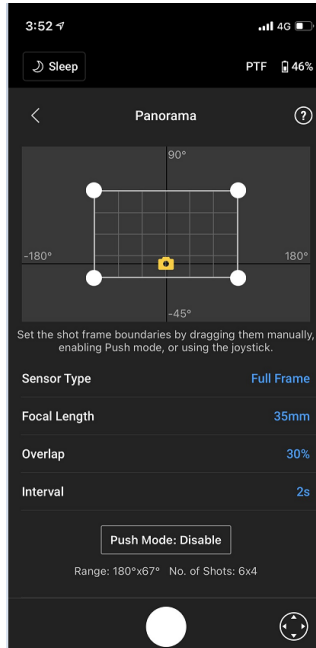 3:52 4G
Sleep PTF 46%
Panorama ?
90°
-180° 180°
-45°
Set the shot frame boundaries by dragging them manually,
enabling Push mode, or using the joystick.
Sensor Type Full Frame
Focal Length 35mm
Overlap 30%
Interval 2s
Push Mode: Disable
Range: 180°x67° No. of Shots: 6x4